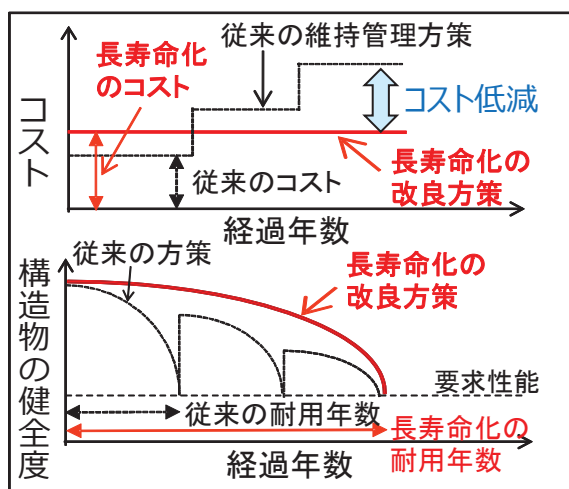 従来の維持管理方策
長寿命化
のコスト
コスト
コスト低減
長寿命化の
改良方策
従来のコスト
経過年数
従来の方策
長寿命化の
改良方策
構造物の健全度
要求性能
従来の耐用年数
長寿命化の
耐用年数
経過年数